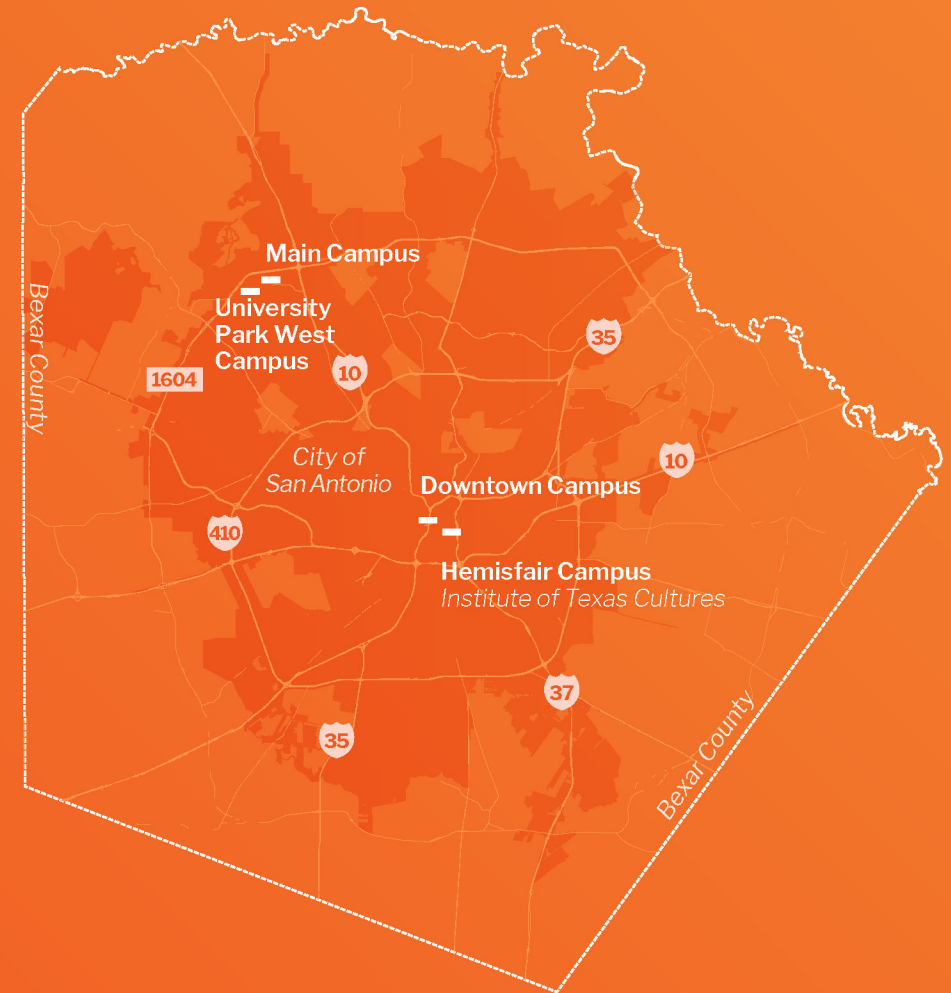 Main Campus
University
Park West
Campus
Bexar County
35
10
1604
City of
San Antonio
10
Downtown Campus
410
Hemisfair Campus
Institute of Texas Cultures
37
35
Bexar County